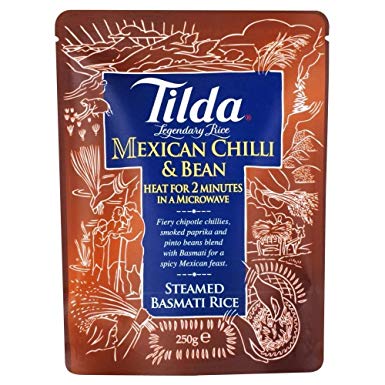 Tilda®
Legendary Rice
MEXICAN CHILLI
& BEAN
HEAT FOR 2 MINUTES
IN A MICROWAVE
Fiery chipotle chillies,
smoked paprika and
pinto beans blend
with Basmati for a
spicy Mexican feast.
STEAMED
BASMATI RICE
250g e